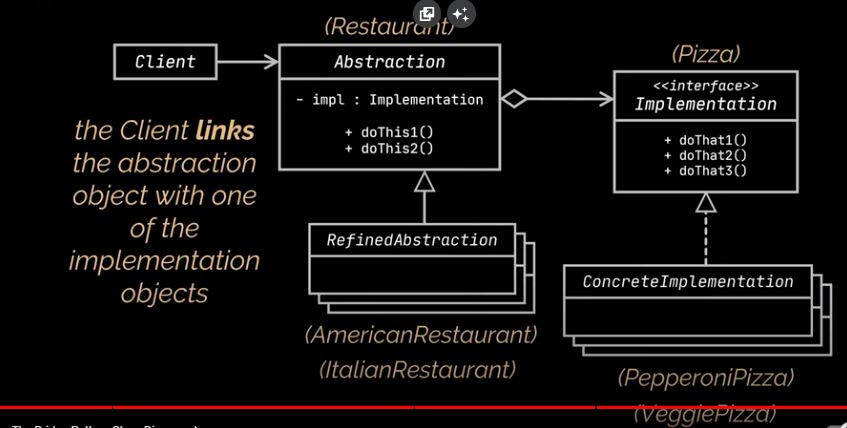 (Restaurant)
Client
Abstraction
- impl : Implementation
+ doThis1()
+ doThis2()
(Pizza)
<<interface>>
Implementation
+ doThat1()
+ doThat2()
+ doThat3()
the Client links
the abstraction
object with one
of the
implementation
objects
RefinedAbstraction
(AmericanRestaurant)
(ItalianRestaurant)
ConcreteImplementation
(PepperoniPizza)
(VeggiePizza)